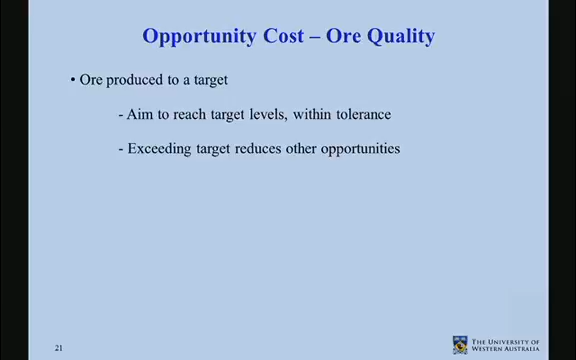 Opportunity Cost – Ore Quality
• Ore produced to a target
- Aim to reach target levels, within tolerance
- Exceeding target reduces other opportunities
21
THE UNIVERSITY OF
WESTERN AUSTRALIA